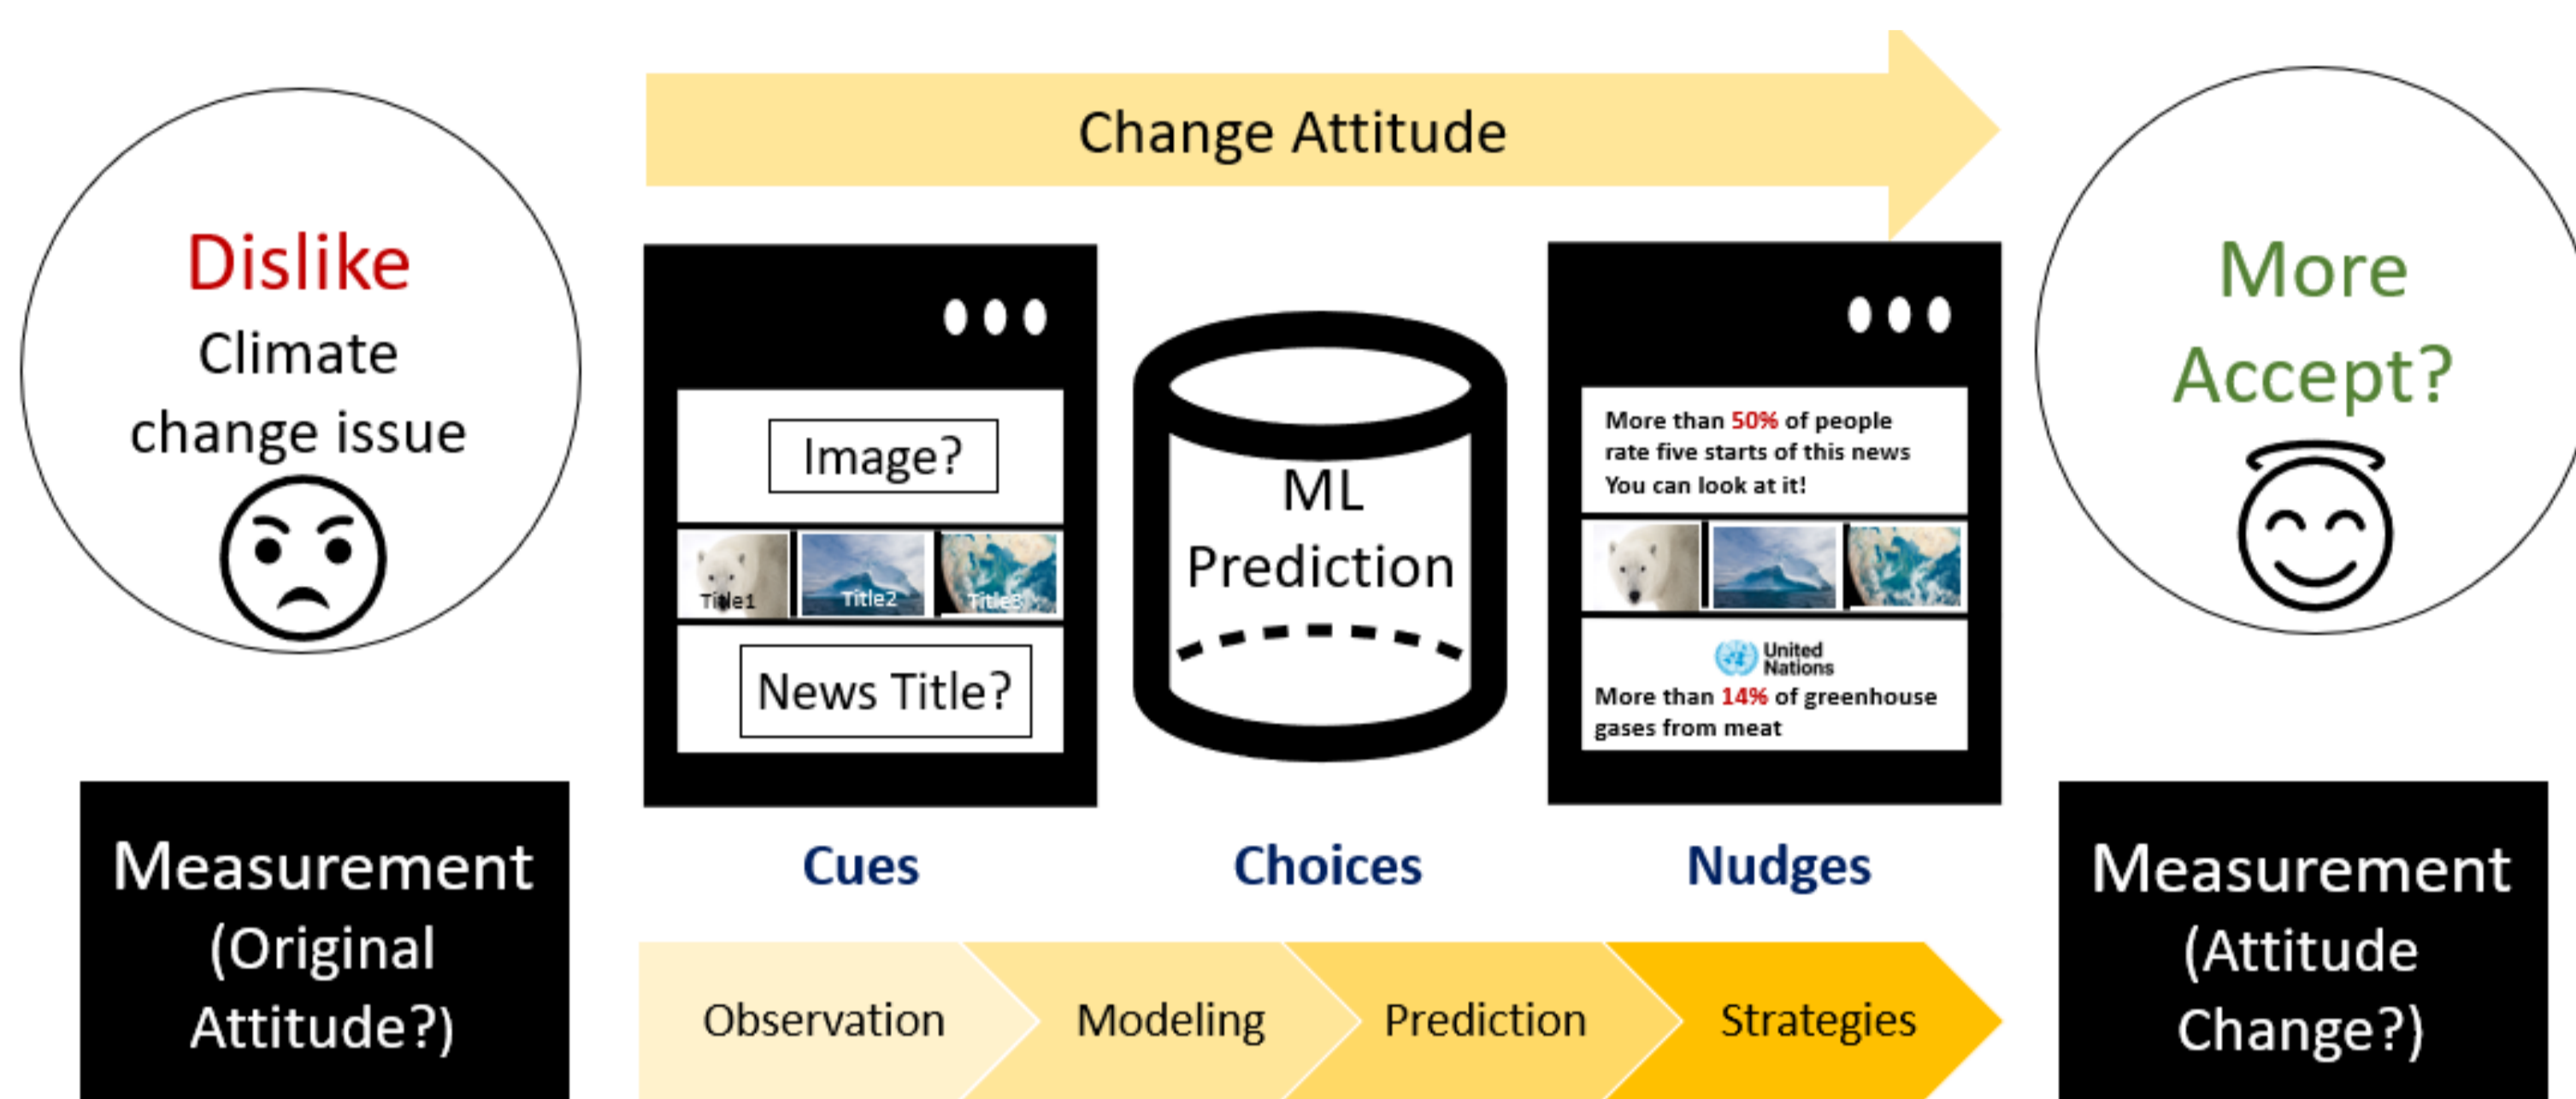 Change Attitude
Dislike
Climate
change issue
Image?
Title1
Title2
Title3
News Title?
ML
Prediction
More than 50% of people
rate five starts of this news
You can look at it!
United
Nations
More than 14% of greenhouse
gases from meat
More
Accept?
Measurement
(Original
Attitude?)
Cues
Choices
Nudges
Observation
Modeling
Prediction
Strategies
Measurement
(Attitude
Change?)